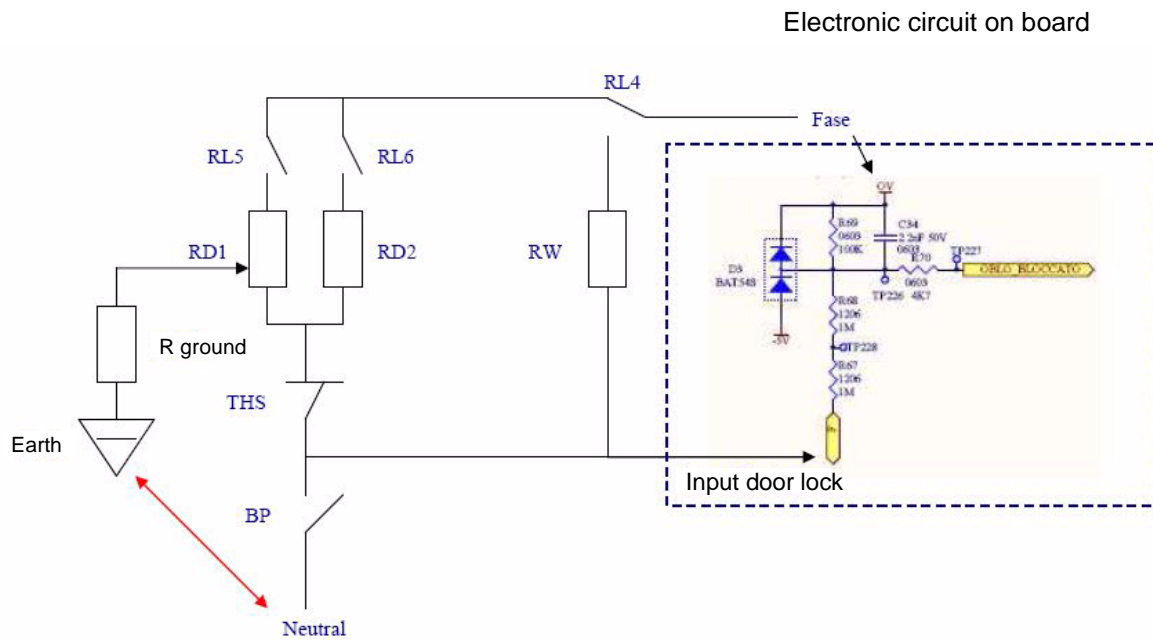 Electronic circuit on board
RL4
Fase
RL5
RL6
0V
R69
0603
100K
C34
2.2nF 50V
0603
R70
TP227
OBLO_BLOCCATO
RD1
RD2
RW
D3
BAT54S
TP226
0603
4K7
R68
1206
1M
-5V
TP228
R67
1206
1M
R ground
THS
Earth
Input door lock
BP
Neutral